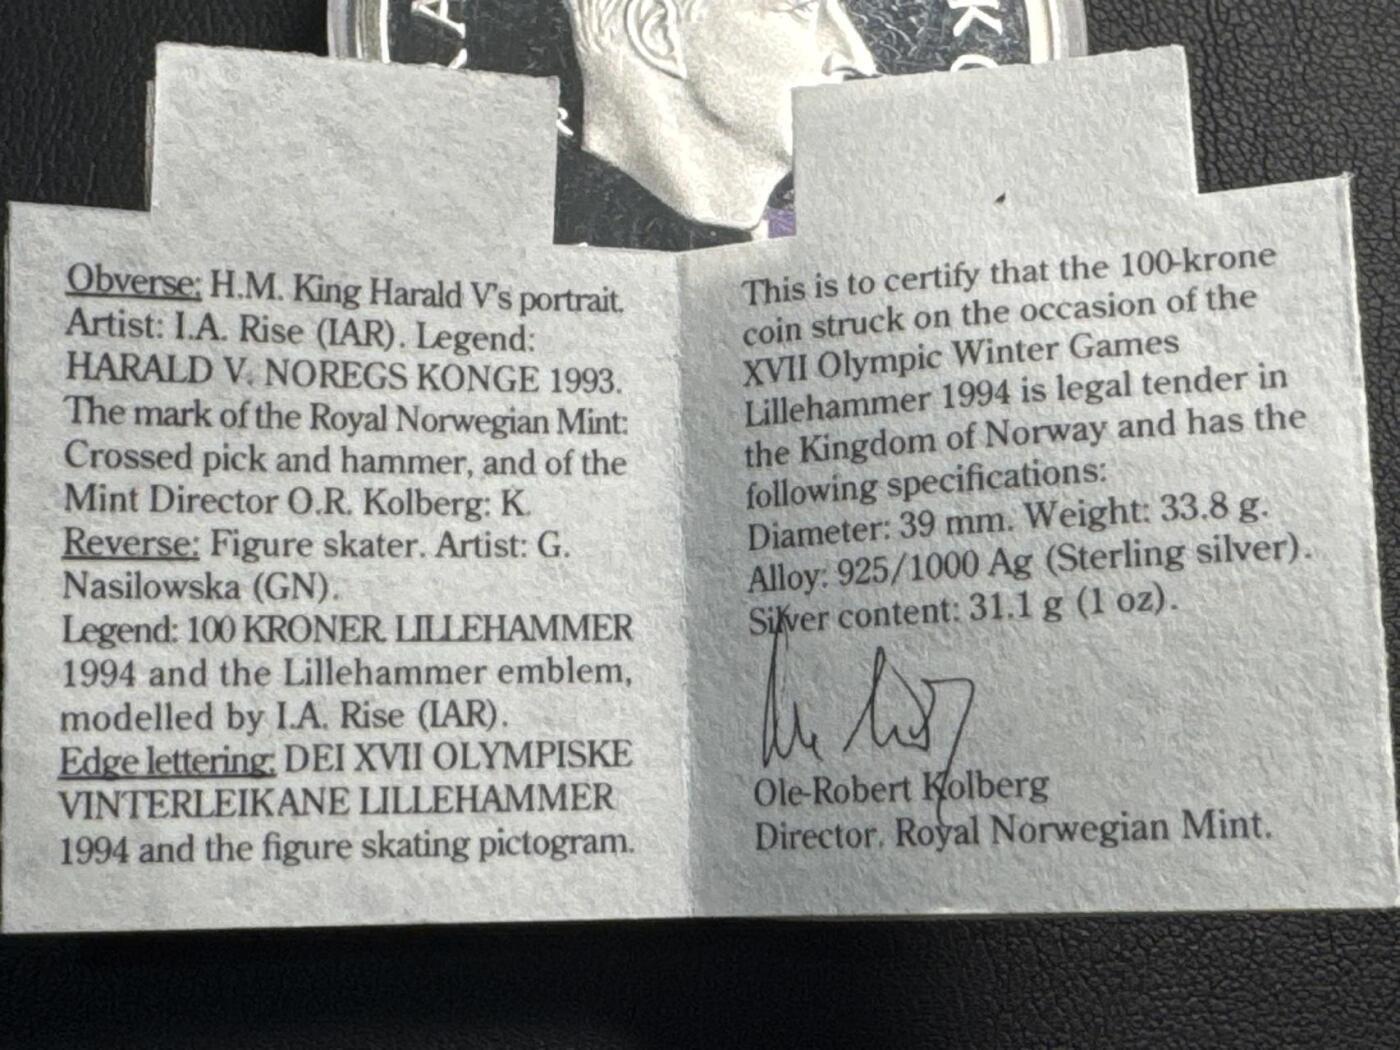 Obverse: H.M. King Harald V's portrait.
Artist: I.A. Rise (IAR). Legend:
HARALD V. NOREGS KONGE 1993.
The mark of the Royal Norwegian Mint:
Crossed pick and hammer, and of the
Mint Director O.R. Kolberg: K.
Reverse: Figure skater. Artist: G.
Nasilowska (GN).
Legend: 100 KRONER LILLEHAMMER
1994 and the Lillehammer emblem,
modelled by I.A. Rise (IAR).
Edge lettering: DEI XVII OLYMPISKE
VINTERLEIKANE LILLEHAMMER
1994 and the figure skating pictogram.
This is to certify that the 100-krone
coin struck on the occasion of the
XVII Olympic Winter Games
Lillehammer 1994 is legal tender in
the Kingdom of Norway and has the
following specifications:
Diameter: 39 mm. Weight: 33.8 g.
Alloy: 925/1000 Ag (Sterling silver).
Silver content: 31.1 g (1 oz).
Ole-Robert Kolberg
Director, Royal Norwegian Mint.